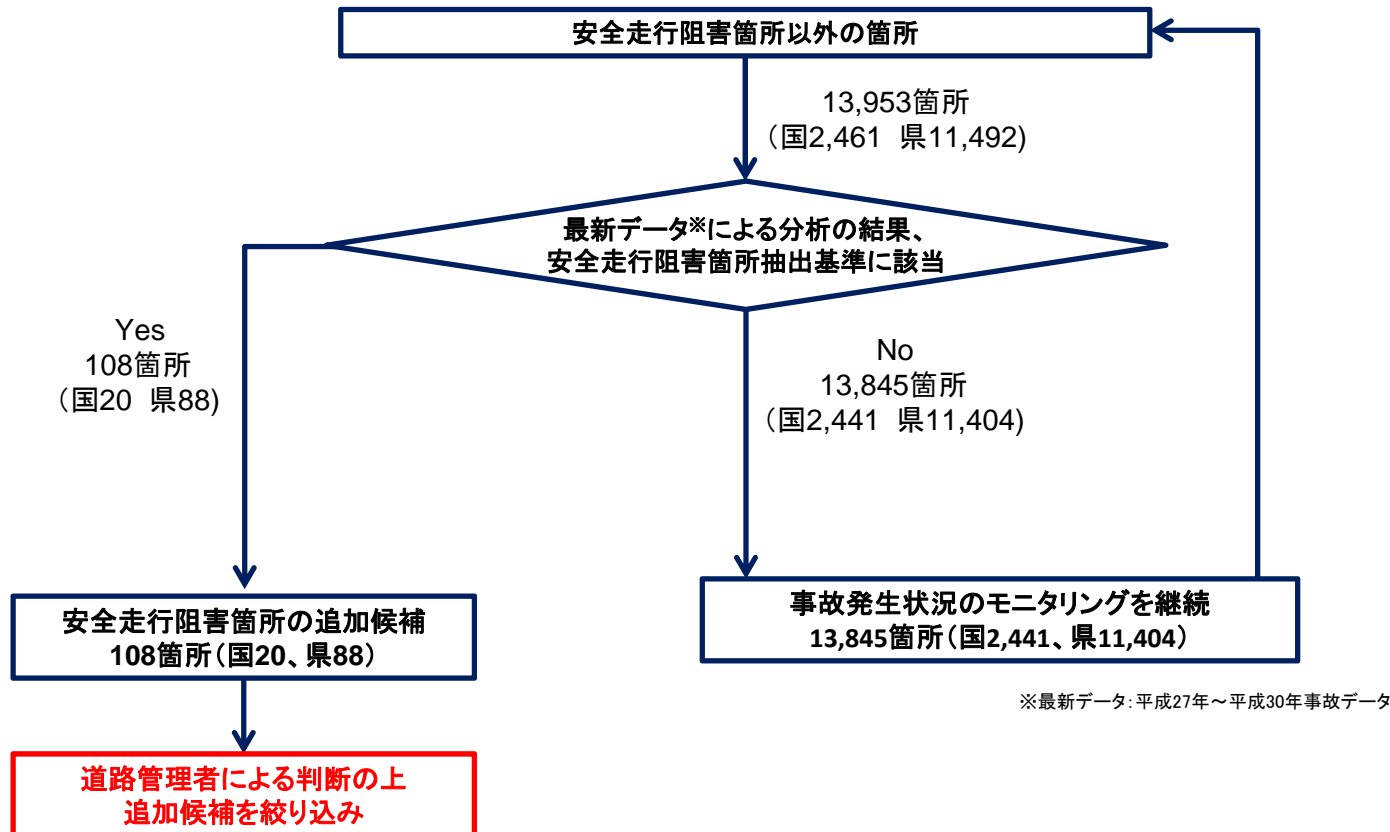 安全走行阻害箇所以外の箇所
13,953箇所
（国2,461 県11,492)
最新データ※による分析の結果、
安全走行阻害箇所抽出基準に該当
Yes
108箇所
（国20 県88)
No
13,845箇所
（国2,441 県11,404)
安全走行阻害箇所の追加候補
108箇所（国20、県88）
事故発生状況のモニタリングを継続
13,845箇所（国2,441、県11,404）
※最新データ：平成27年～平成30年事故データ
道路管理者による判断の上
追加候補を絞り込み